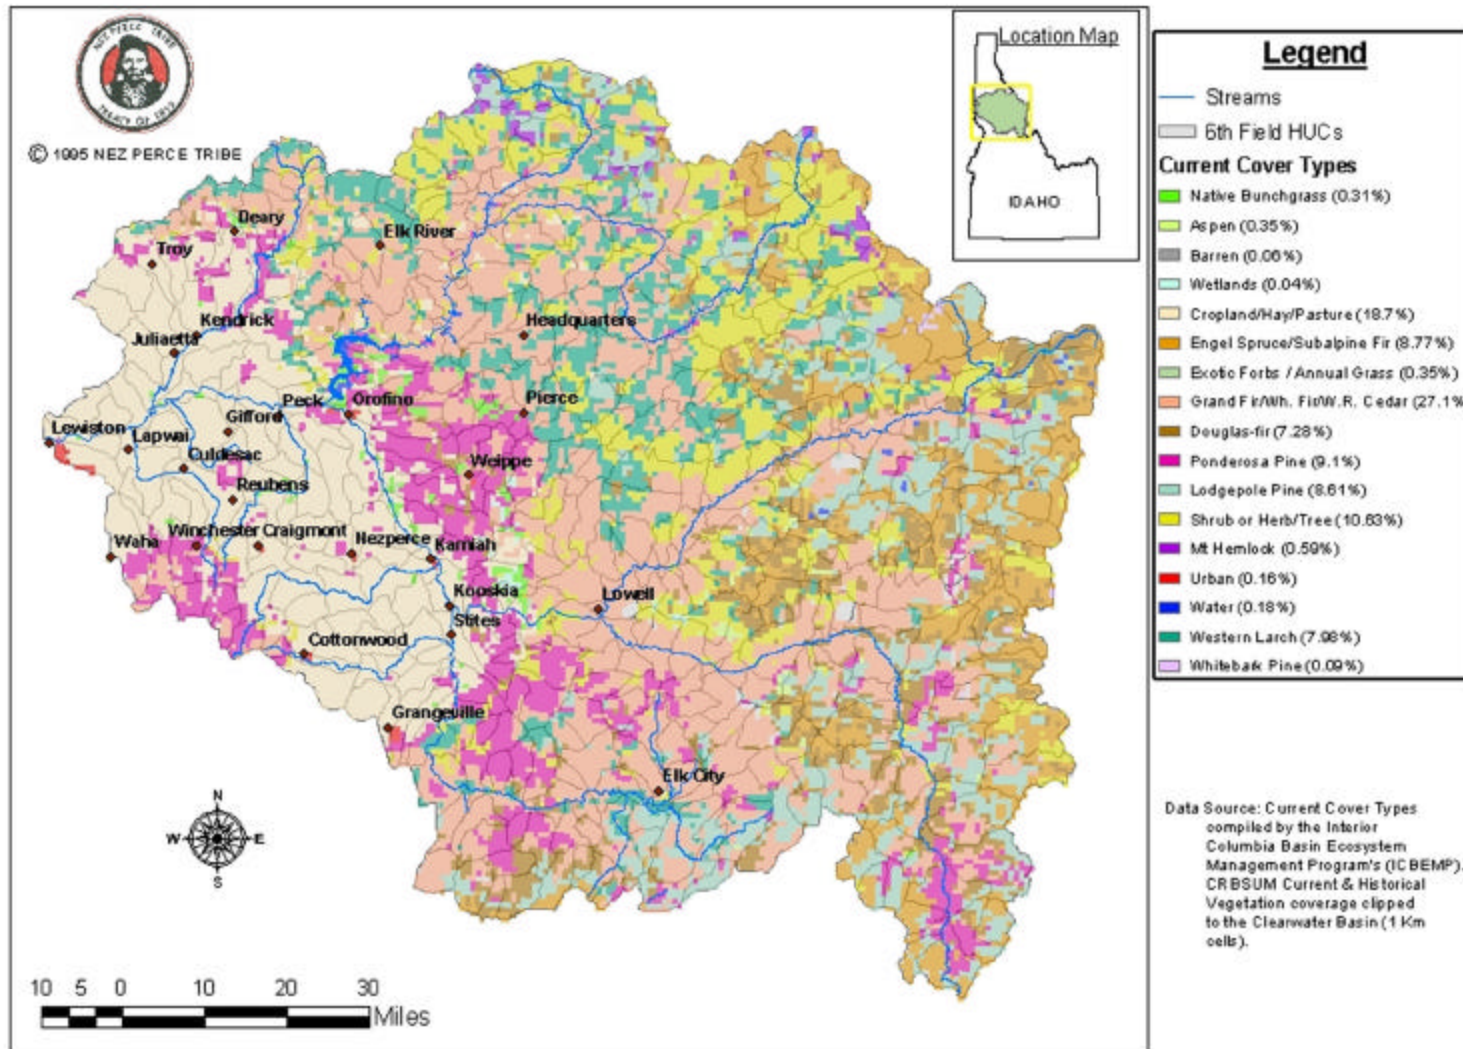 NEZ PERCE TRIBE
TREATY OF 1855
© 1995 NEZ PERCE TRIBE
Location Map
IDAHO
Deary
Troy
Elk River
Kendrick
Juliaetta
Headquarters
Peck
Orofino
Pierce
Gifford
Lewiston
Lapwai
Culdesac
Weippe
Reubens
Winchester
Craigmont
Nezperce
Waha
Kamiah
Kooskia
Lowell
Stites
Cottonwood
Grangeville
Elk City
N
W
E
S
10 5 0 10 20 30
Miles
Legend
Streams
6th Field HUCs
Current Cover Types
Native Bunchgrass (0.31%)
Aspen (0.35%)
Barren (0.06%)
Wetlands (0.04%)
Cropland/Hay/Pasture (18.7%)
Engel Spruce/Subalpine Fir (8.77%)
Exotic Forbs / Annual Grass (0.35%)
Grand Fir/Wh. Fir/W.R. Cedar (27.1%
Douglas-fir (7.28%)
Ponderosa Pine (9.1%)
Lodgepole Pine (8.61%)
Shrub or Herb/Tree (10.63%)
Mt Hemlock (0.59%)
Urban (0.16%)
Water (0.18%)
Western Larch (7.98%)
Whitebark Pine (0.09%)
Data Source: Current Cover Types
compiled by the Interior
Columbia Basin Ecosystem
Management Program's (ICBEMP).
CRBSUM Current & Historical
Vegetation coverage clipped
to the Clearwater Basin (1 Km
cells).